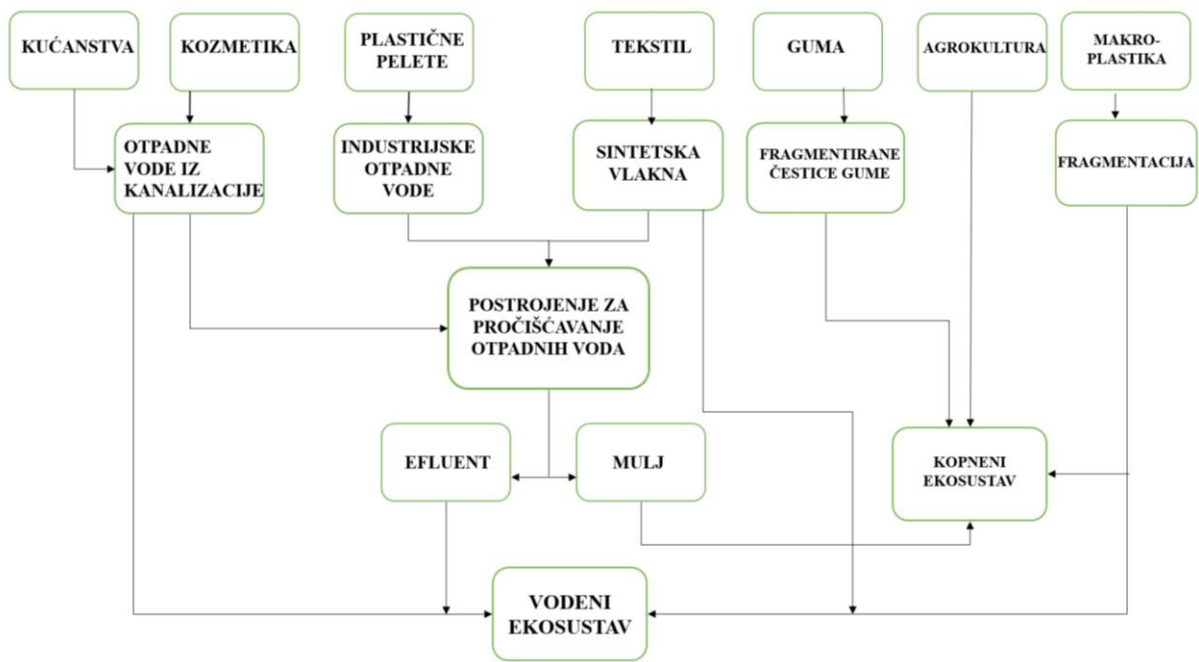 KUĆANSTVA
KOZMETIKA
PLASTIČNE
PELETE
TEKSTIL
GUMA
AGROKULTURA
MAKRO-
PLASTIKA
OTPADNE
VODE IZ
KANALIZACIJE
INDUSTRIJSKE
OTPADNE
VODE
SINTETSKA
VLAKNA
FRAGMENTIRANE
ČESTICE GUME
FRAGMENTACIJA
POSTROJENJE ZA
PROČIŠĆAVANJE
OTPADNIH VODA
EFLUENT
MULJ
KOPNENI
EKOSUSTAV
VODENI
EKOSUSTAV